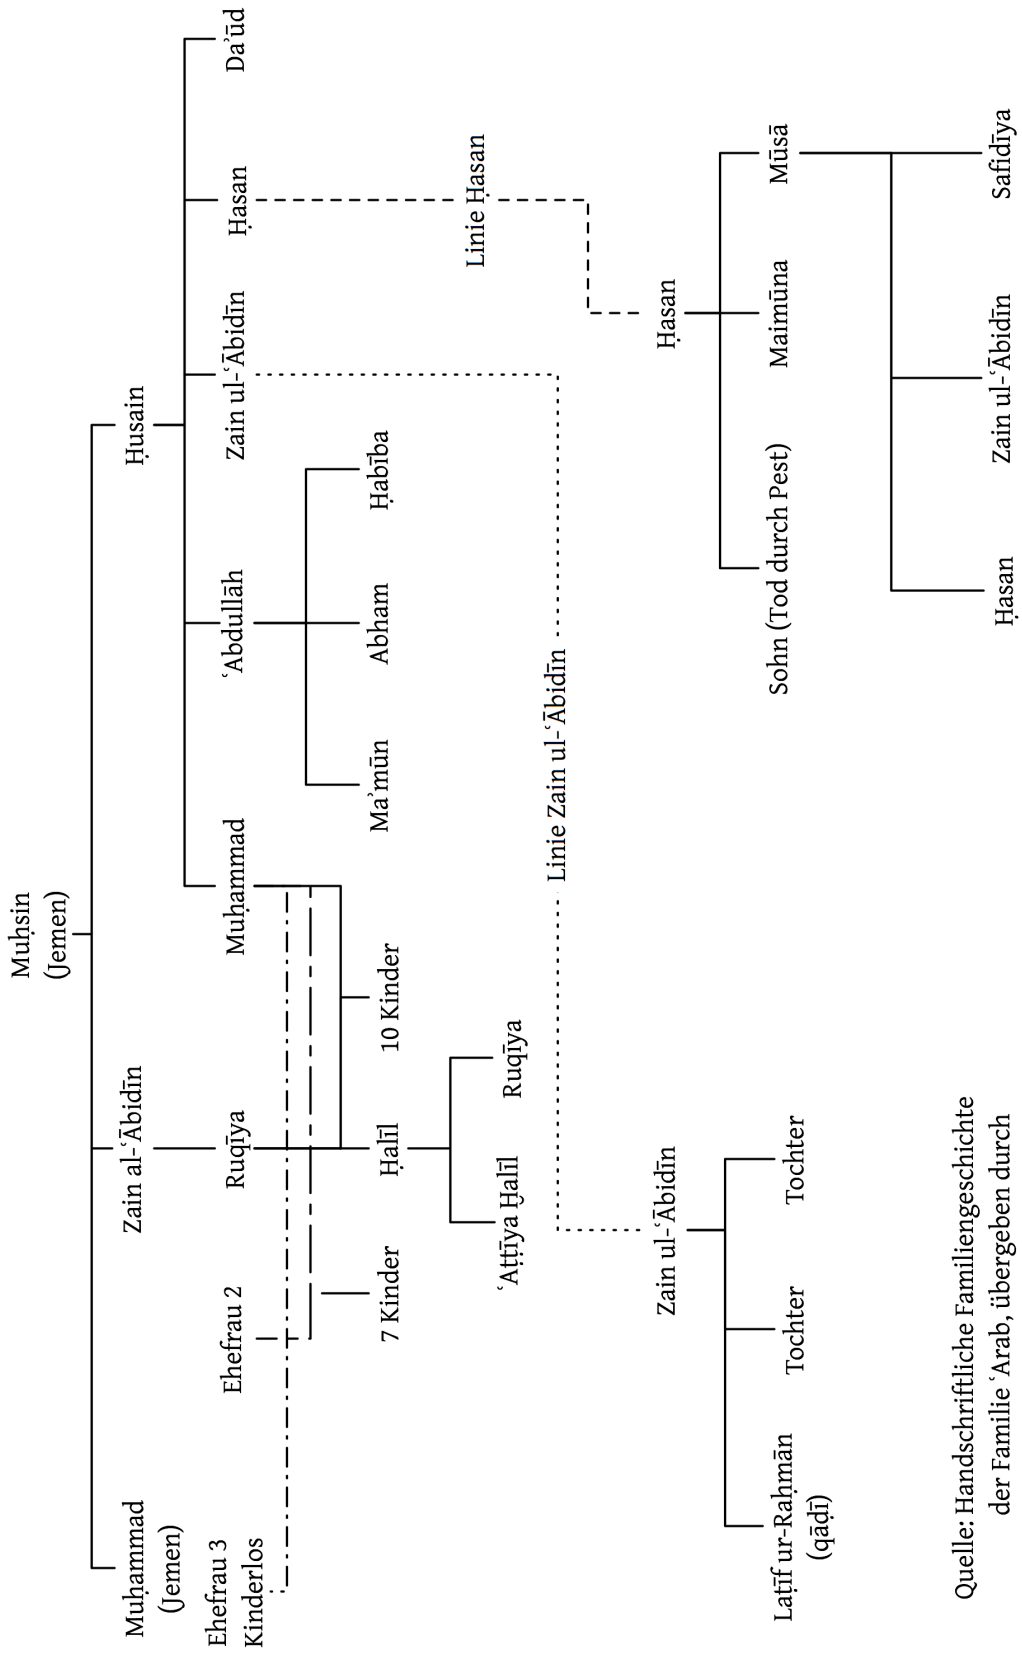 Muḥsin
(Jemen)
Muḥammad
(Jemen)
Zain al-ʿĀbidīn
Ḥusain
Ehefrau 3
Kinderlos
Ehefrau 2
Ruqīya
Muḥammad
ʿAbdullāh
Zain ul-ʿĀbidīn
Ḥasan
Daʾūd
7 Kinder
Ḥalīl
10 Kinder
Maʾmūn
Abham
Ḥabība
Linie Ḥasan
ʿAṭṭīya Ḫalīl
Ruqīya
Linie Zain ul-ʿĀbidīn
Zain ul-ʿĀbidīn
Ḥasan
Laṭīf ur-Raḥmān
(qāḍī)
Tochter
Tochter
Sohn (Tod durch Pest)
Maimūna
Mūsā
Ḥasan
Zain ul-ʿĀbidīn
Safidīya
Quelle: Handschriftliche Familiengeschichte
der Familie ʿArab, übergeben durch